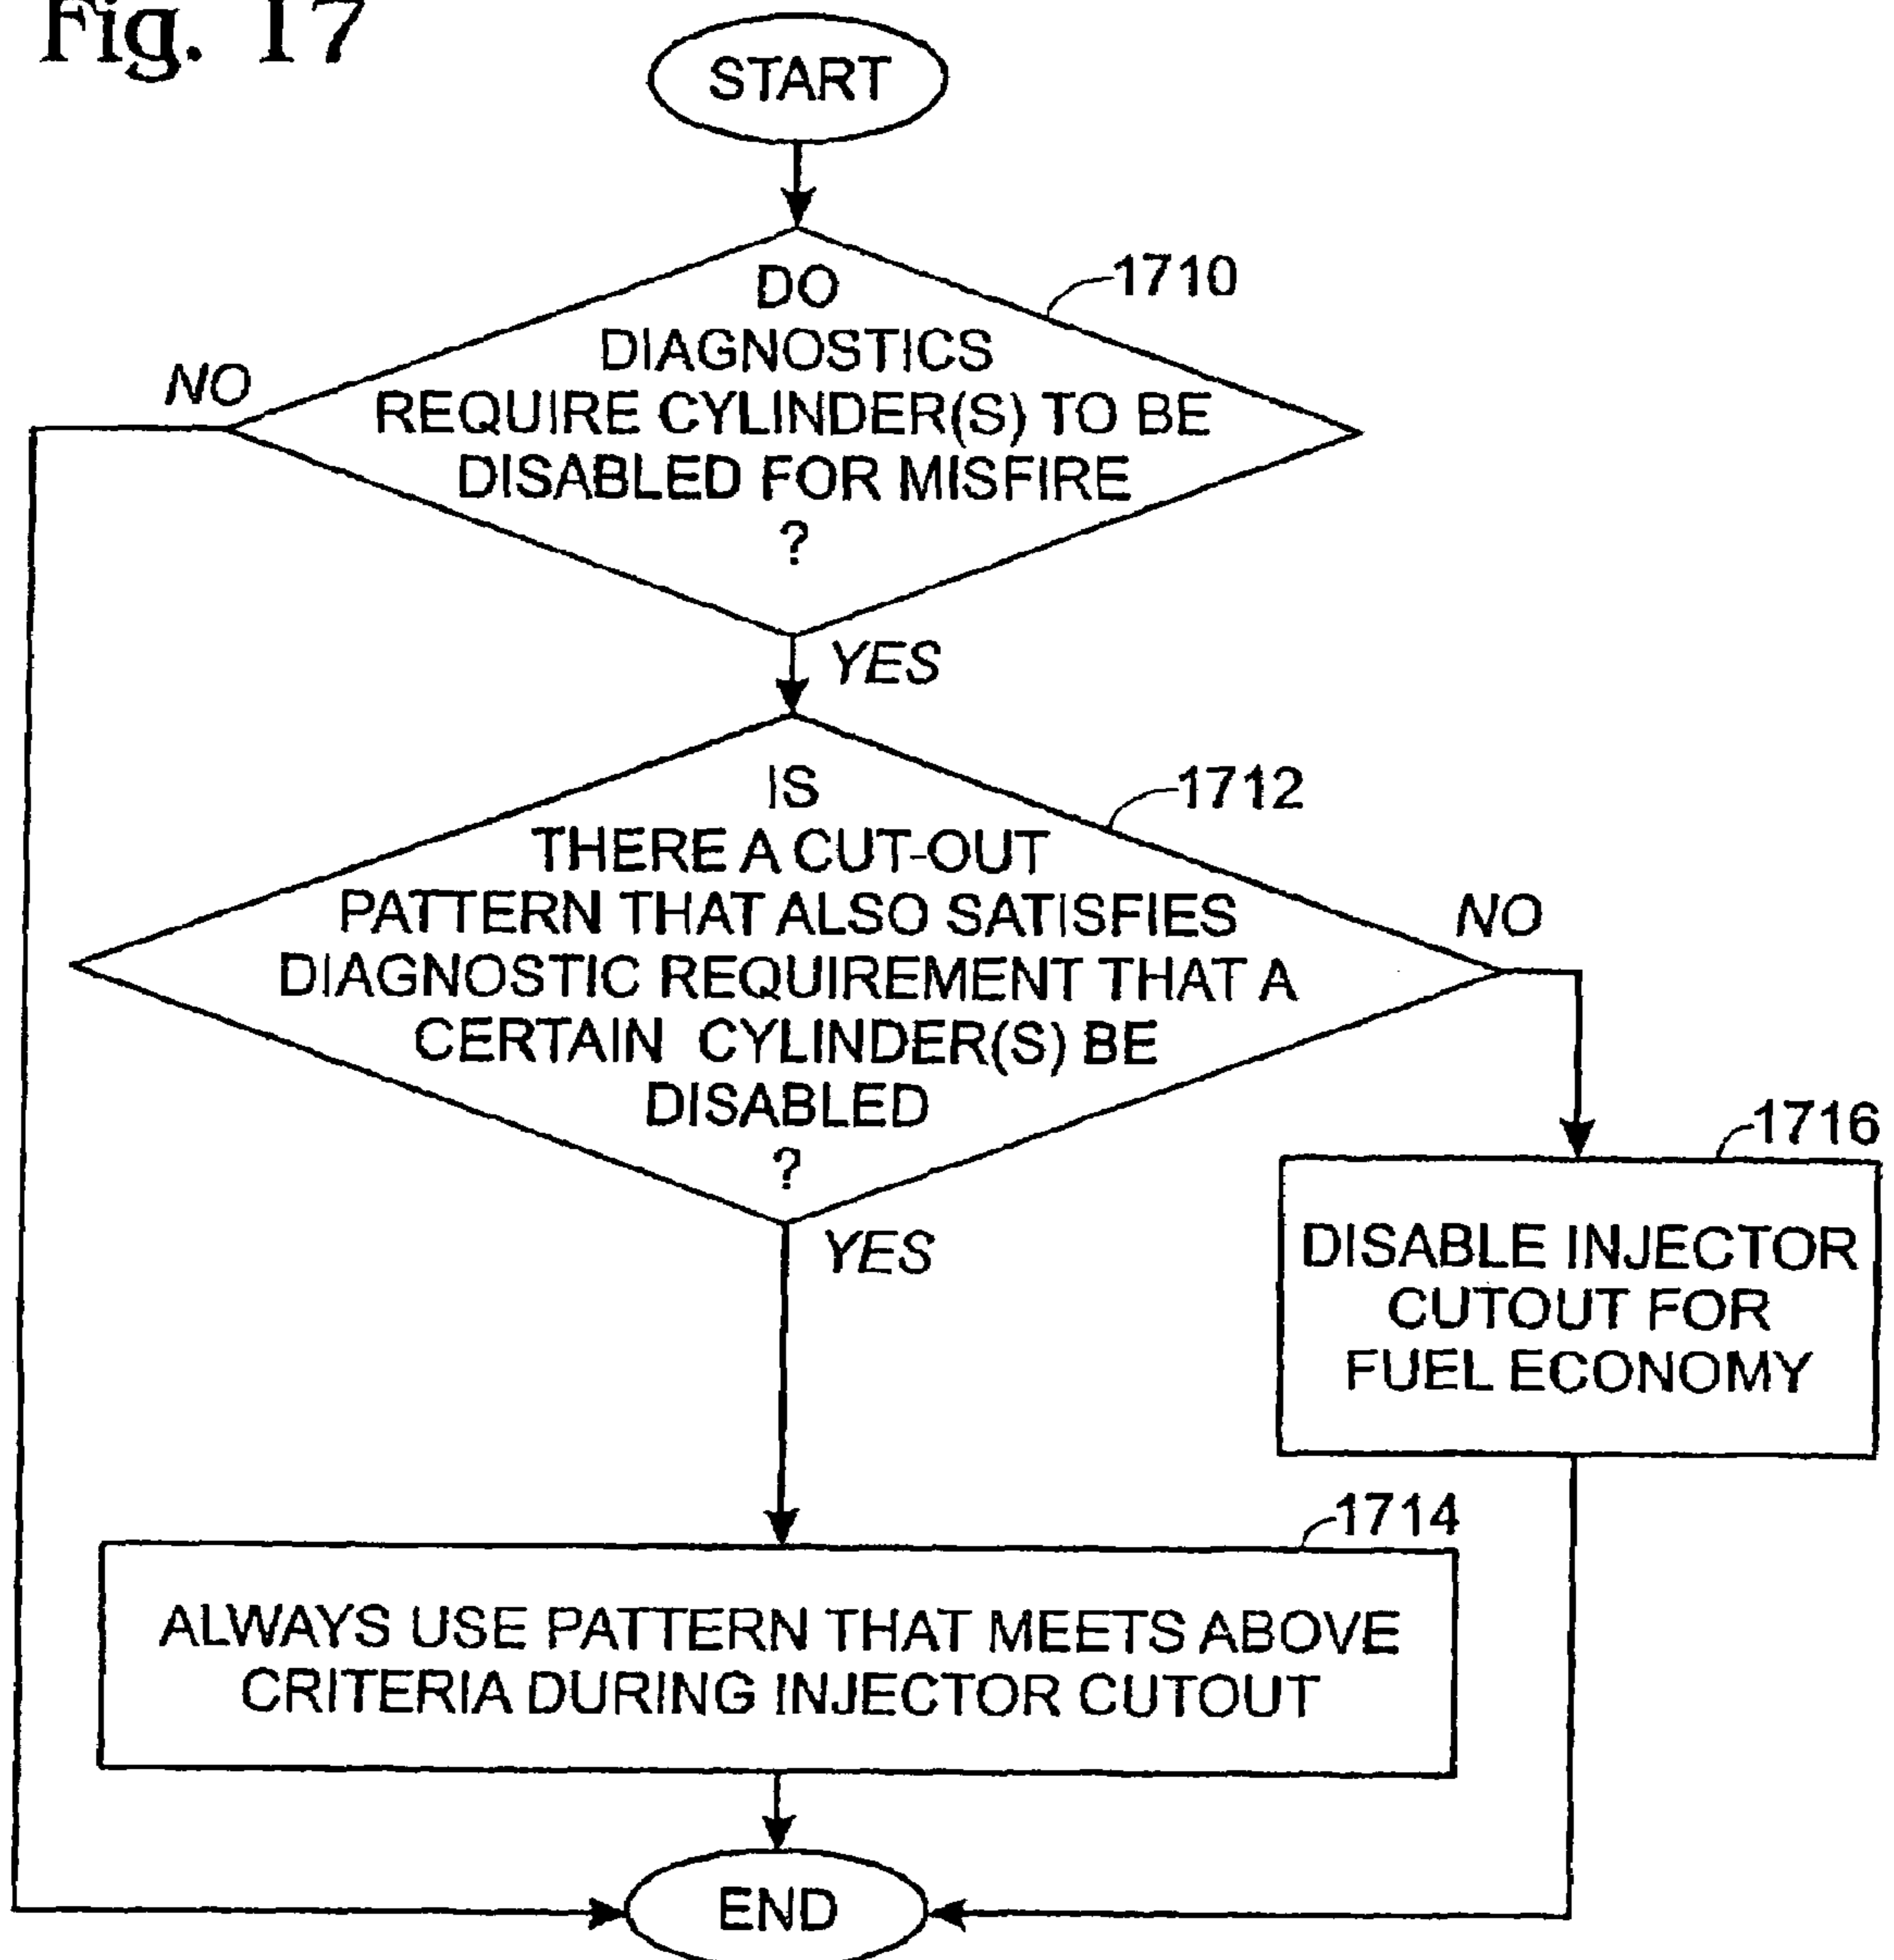 Fig. 17
START
1710
DO
DIAGNOSTICS
REQUIRE CYLINDER(S) TO BE
DISABLED FOR MISFIRE
?
NO
YES
1712
IS
THERE A CUT-OUT
PATTERN THAT ALSO SATISFIES
DIAGNOSTIC REQUIREMENT THAT A
CERTAIN CYLINDER(S) BE
DISABLED
?
NO
YES
1716
DISABLE INJECTOR
CUTOUT FOR
FUEL ECONOMY
1714
ALWAYS USE PATTERN THAT MEETS ABOVE
CRITERIA DURING INJECTOR CUTOUT
END